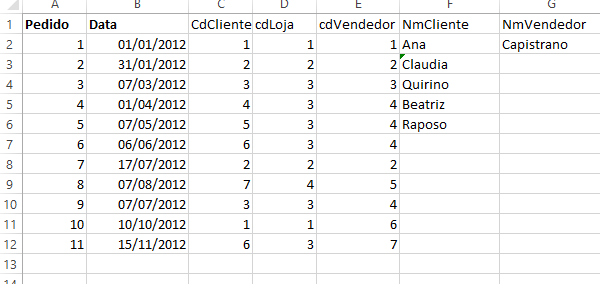 A B C D E F G
1 Pedido Data CdCliente cdLoja cdVendedor NmCliente NmVendedor
2 1 01/01/2012 1 1 1 Ana Capistrano
3 2 31/01/2012 2 2 2 Claudia
4 3 07/03/2012 3 3 3 Quirino
5 4 01/04/2012 4 3 4 Beatriz
6 5 07/05/2012 5 3 4 Raposo
7 6 06/06/2012 6 3 4
8 7 17/07/2012 2 2 2
9 8 07/08/2012 7 4 5
10 9 07/07/2012 3 3 4
11 10 10/10/2012 1 1 6
12 11 15/11/2012 6 3 7
13